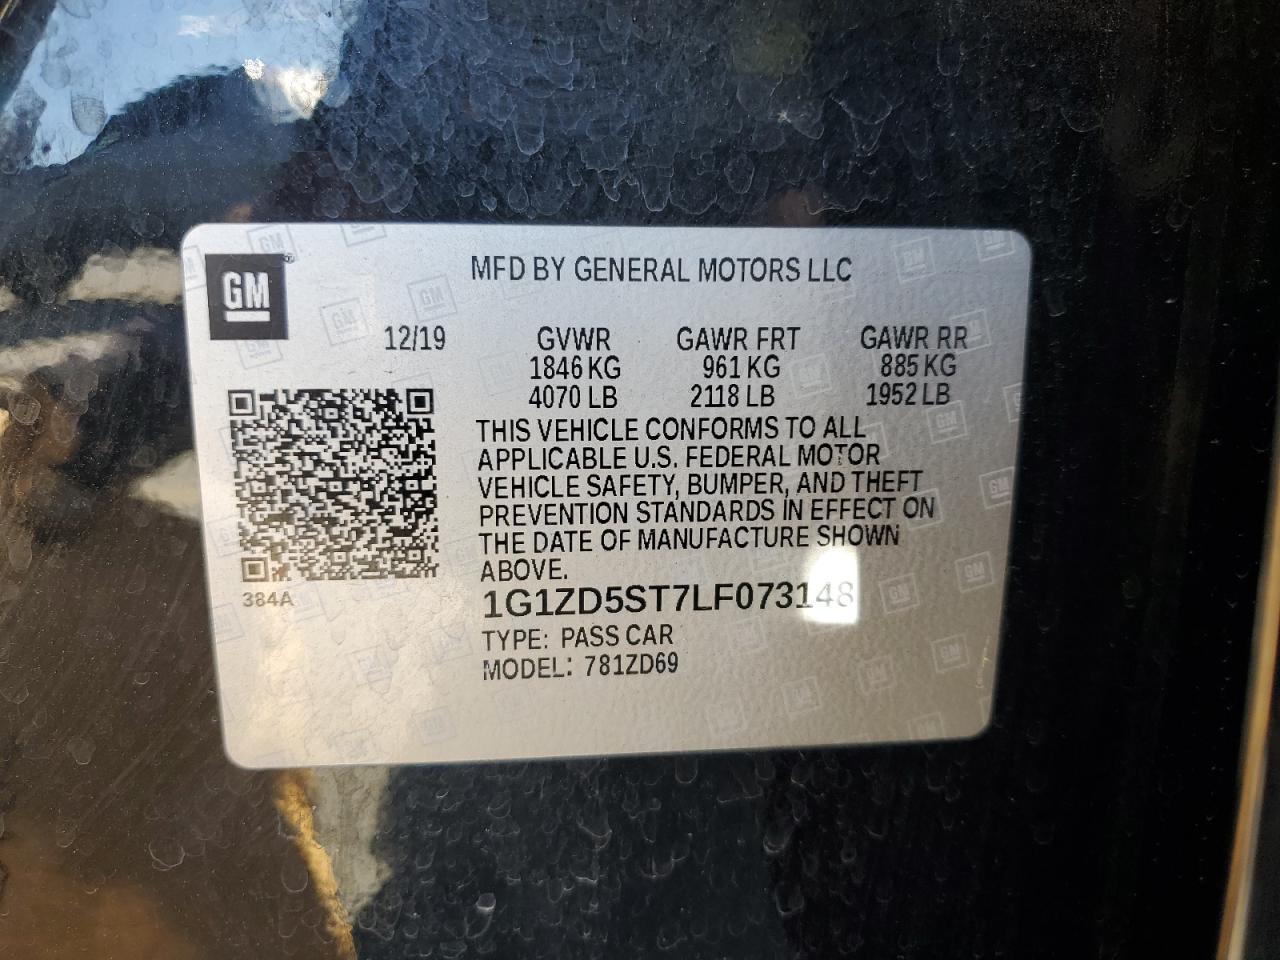 GM
MFD BY GENERAL MOTORS LLC
12/19 GVWR GAWR FRT GAWR RR
1846 KG 961 KG 885 KG
4070 LB 2118 LB 1952 LB
THIS VEHICLE CONFORMS TO ALL
APPLICABLE U.S. FEDERAL MOTOR
VEHICLE SAFETY, BUMPER, AND THEFT
PREVENTION STANDARDS IN EFFECT ON
THE DATE OF MANUFACTURE SHOWN
ABOVE.
384A
1G1ZD5ST7LF073148
TYPE: PASS CAR
MODEL: 781ZD69